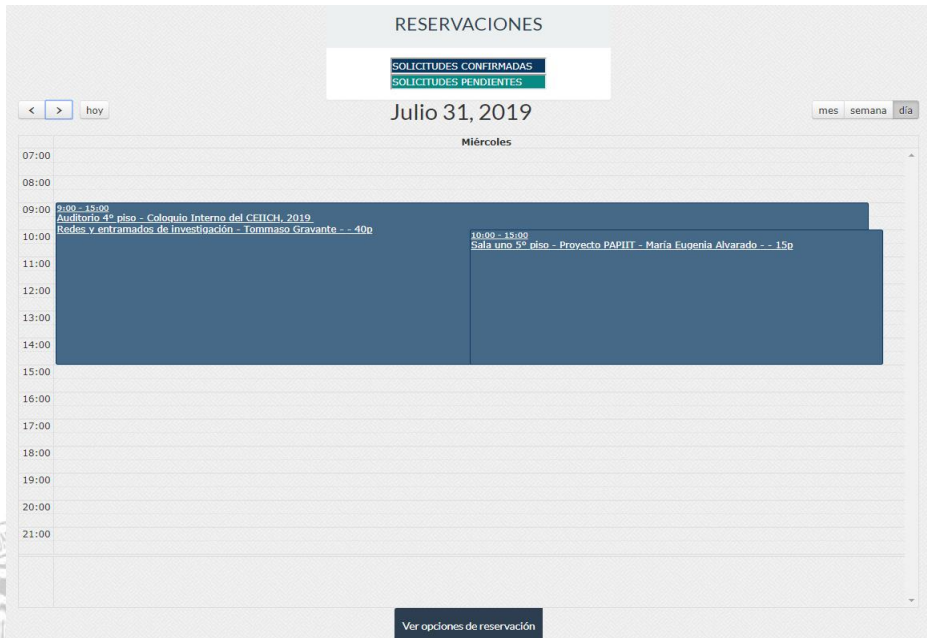 RESERVACIONES
SOLICITUDES CONFIRMADAS
SOLICITUDES PENDIENTES
< > hoy
Julio 31, 2019
mes semana día
Miércoles
07:00
08:00
09:00
9:00 - 15:00
Auditorio 4º piso - Coloquio Interno del CEIICH, 2019
Redes y entramados de investigación - Tommaso Gravante - - 40p
10:00
10:00 - 15:00
Sala uno 5º piso - Proyecto PAPIIT - María Eugenia Alvarado - - 15p
11:00
12:00
13:00
14:00
15:00
16:00
17:00
18:00
19:00
20:00
21:00
Ver opciones de reservación